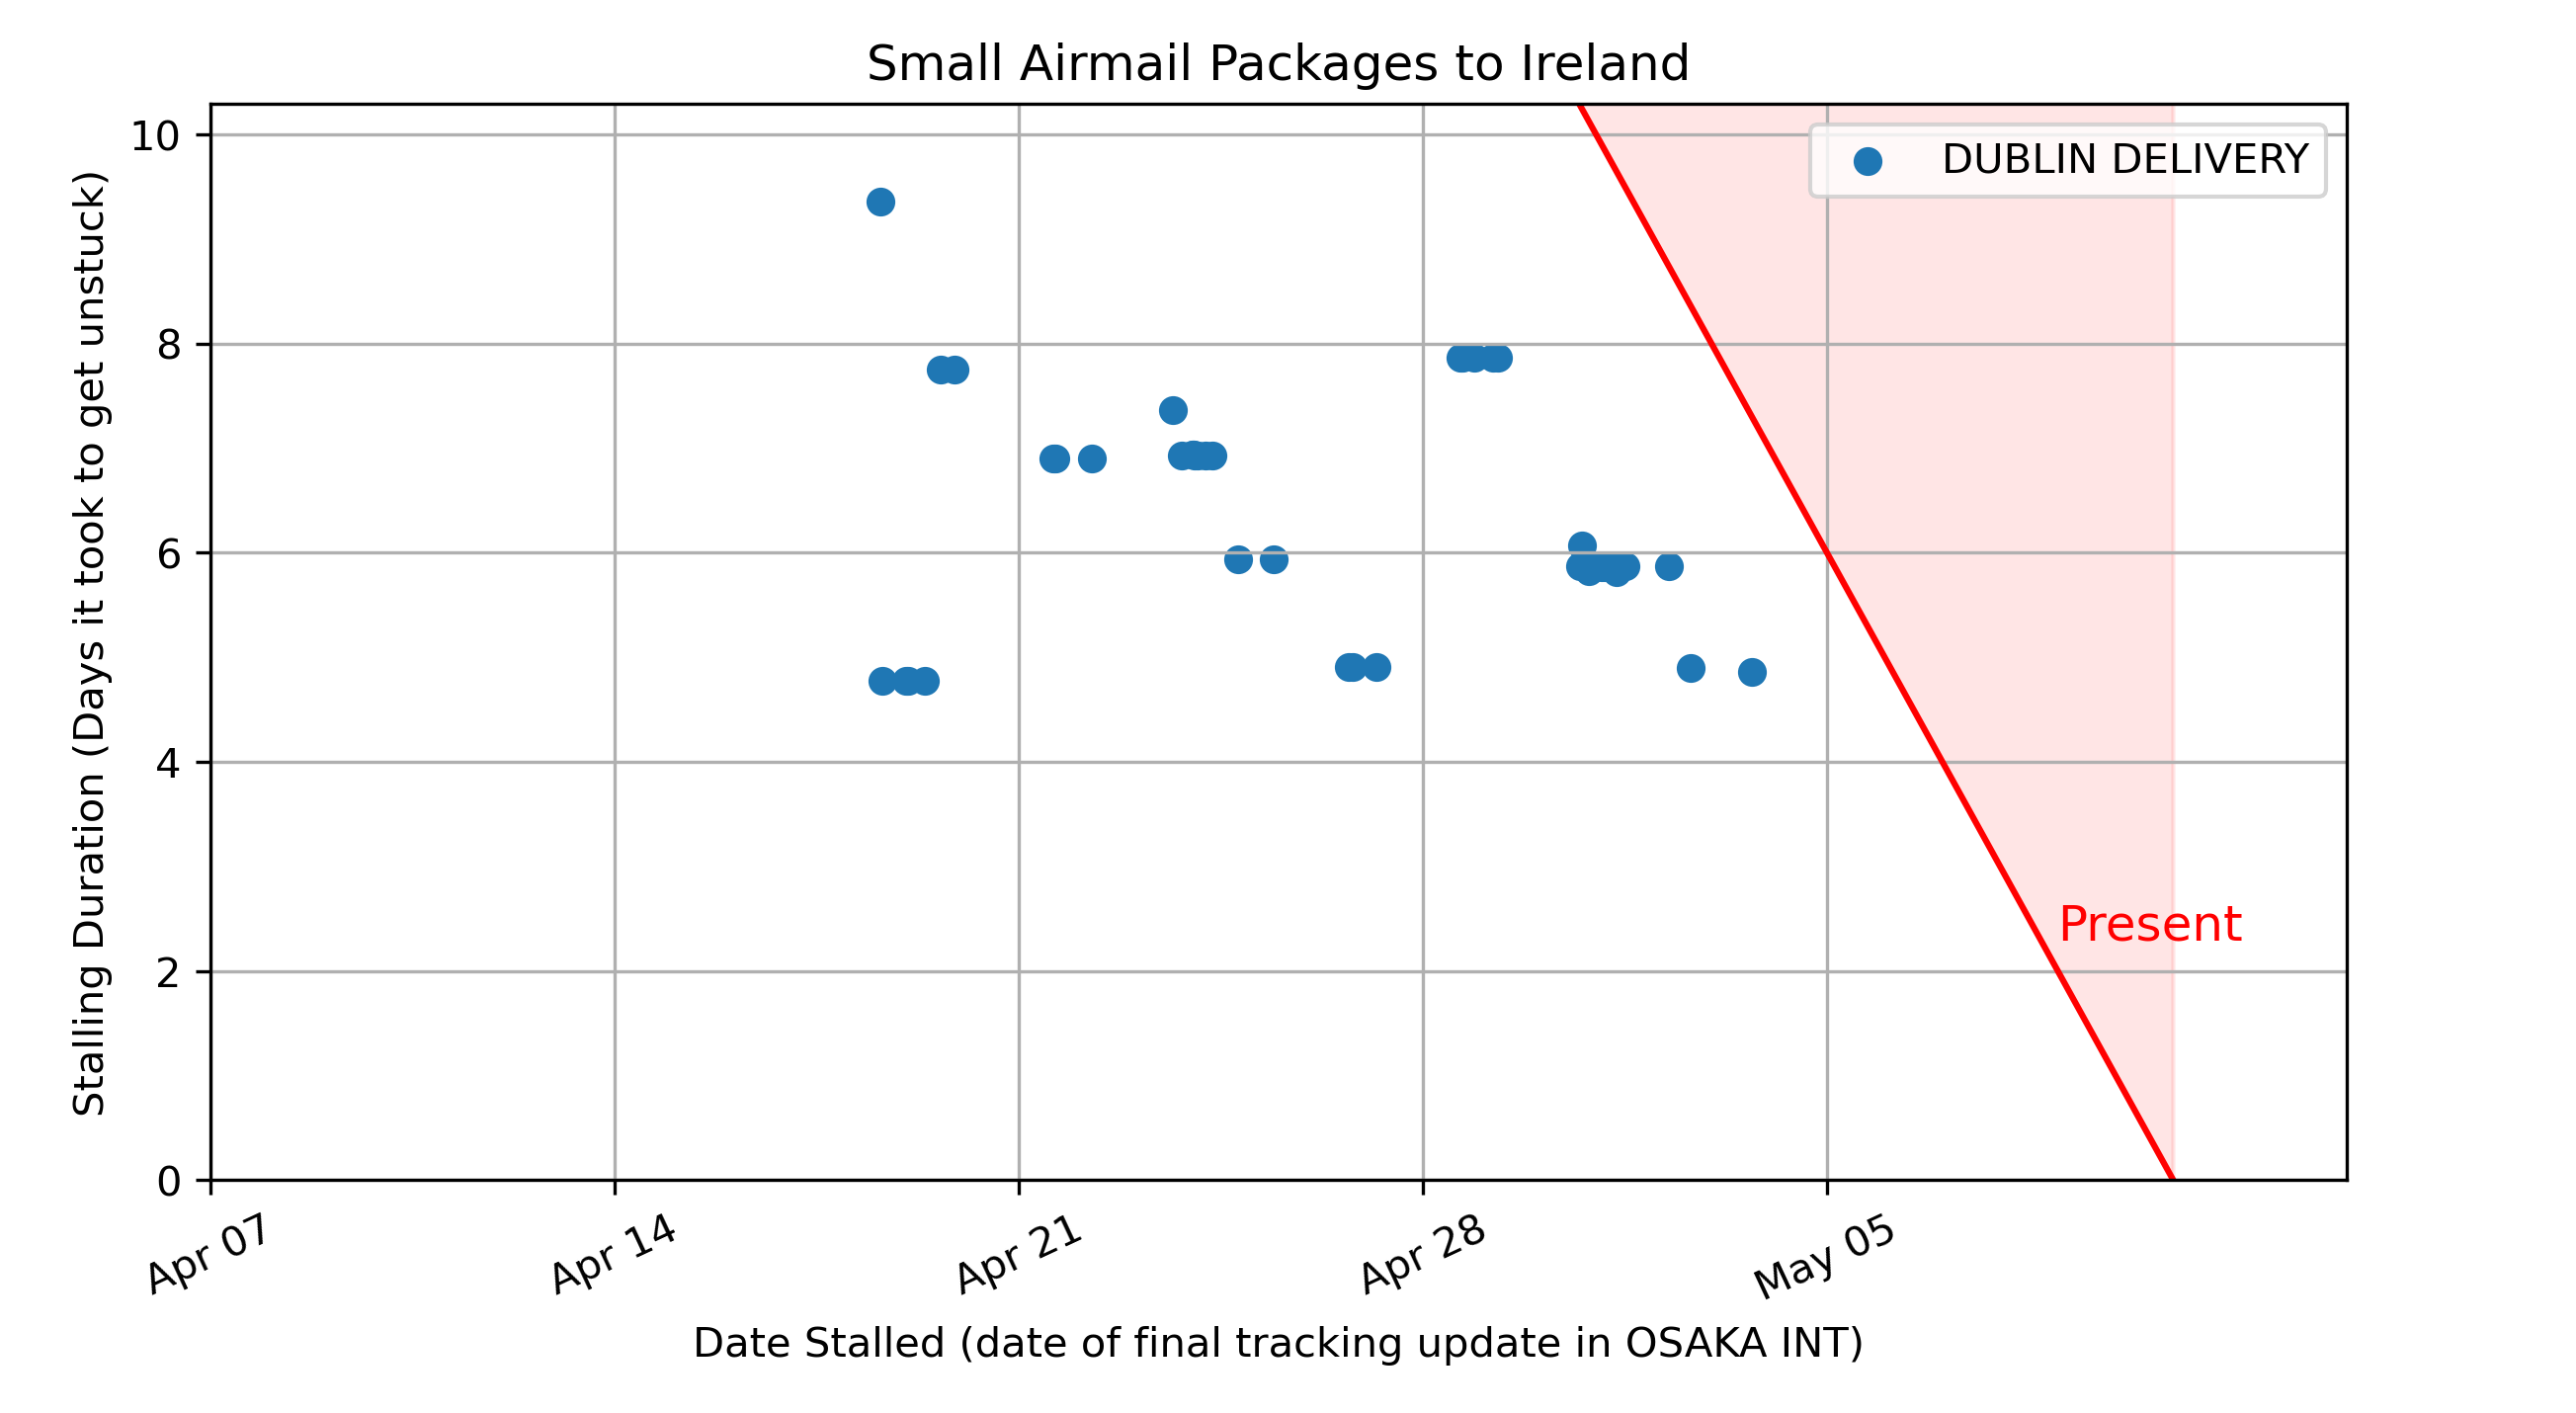 Small Airmail Packages to Ireland
Stalling Duration (Days it took to get unstuck)
10
8
6
4
2
0
DUBLIN DELIVERY
Present
Apr 07
Apr 14
Apr 21
Apr 28
May 05
Date Stalled (date of final tracking update in OSAKA INT)